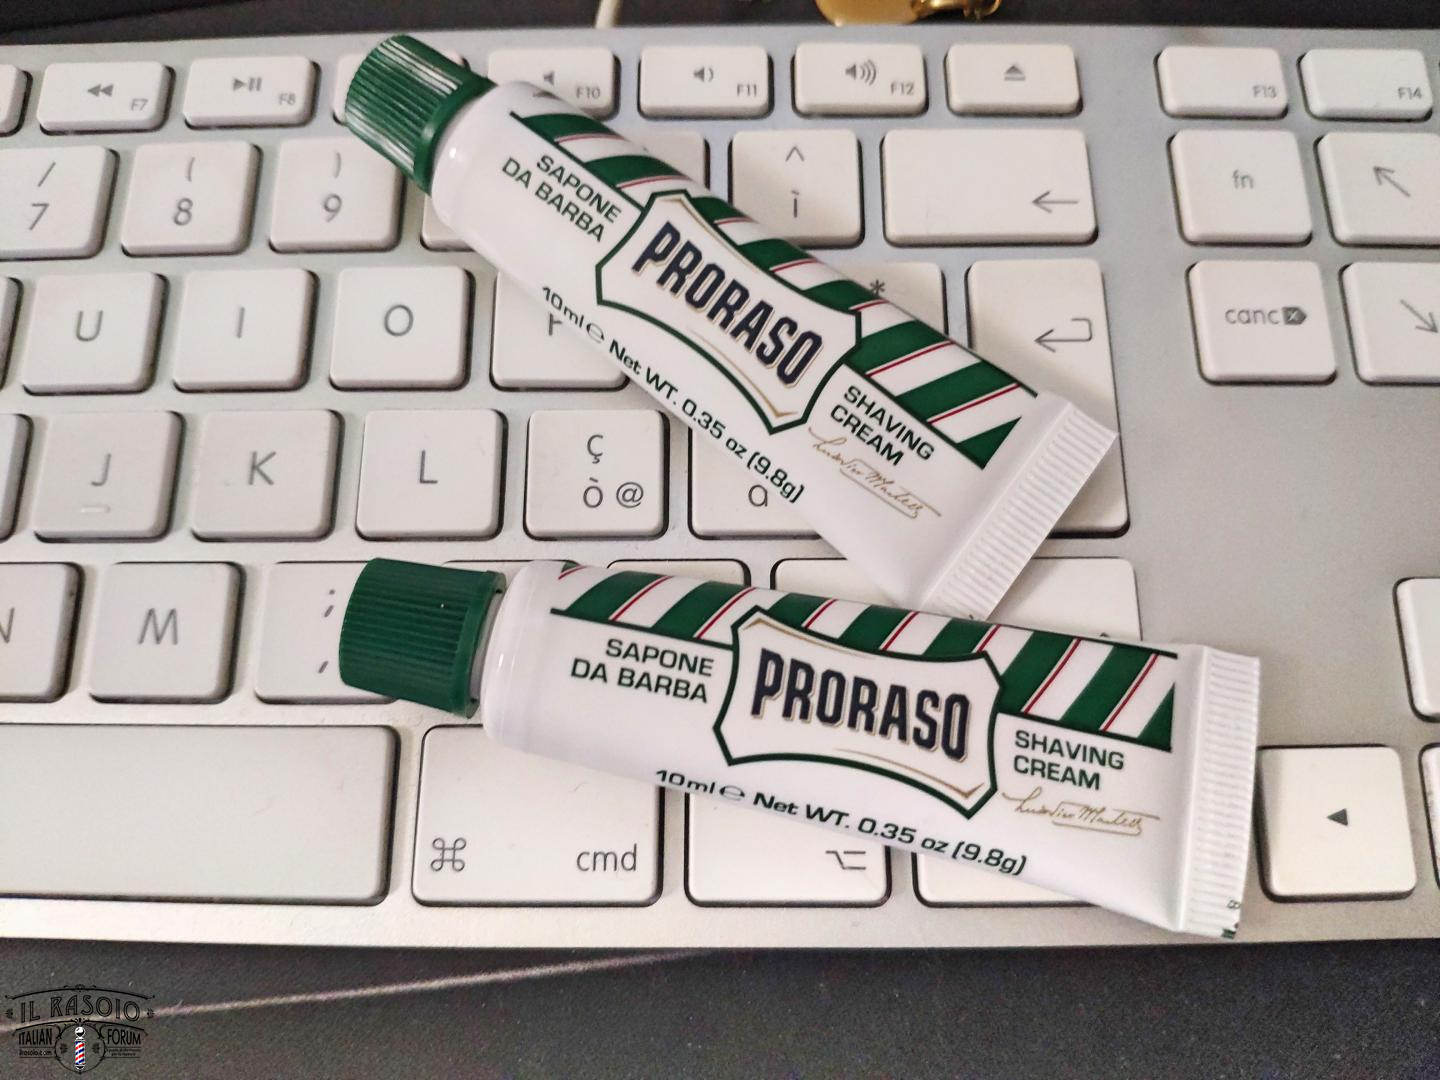 F7
F8
F10
F11
F12
F13
F14
/
7
(
8
)
9
^
ì
fn
U
I
O
P
*
canc
J
K
L
ç
ò @
N
M
;
,
cmd
SAPONE
DA BARBA
PRORASO
SHAVING
CREAM
10ml e Net WT. 0.35 oz (9.8g)
SAPONE
DA BARBA
PRORASO
SHAVING
CREAM
10ml e Net WT. 0.35 oz (9.8g)
IL RASOIO
ITALIAN FORUM